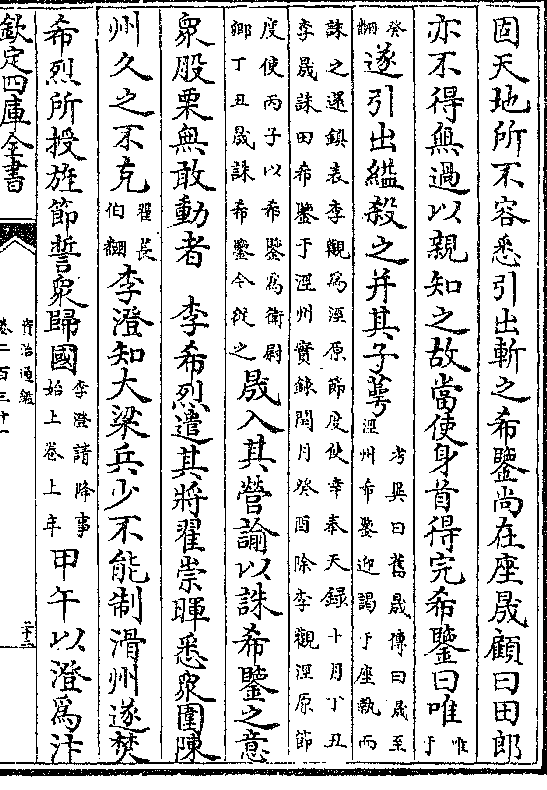 固天地所不容悉引出斬之希鑒尚在座晟顧曰田郎
亦不得無過以親知之故當使身首得完希鑒曰唯唯于
癸翻遂引出縊殺之并其子萼考異曰舊晟傳曰晟至涇州希鑒迎謁于座執而
誅之還鎮表李觀爲涇原節度使幸奉天録十月丁丑李晟誅田希鑒于涇州實錄閏月癸酉除李觀涇原節
度使丙子以希鑒爲衛尉卿丁丑晟誅希鑒今從之晟入其營諭以誅希鑒之意
衆股栗無敢動者　李希烈遣其將翟崇暉悉衆圍陳
州久之不克翟萇伯翻李澄知大梁兵少不能制滑州遂焚
希烈所授旌節誓衆歸國李澄請降事始上卷上年甲午以澄爲汴
欽定四庫全書
資治通鑑
卷二百三十一